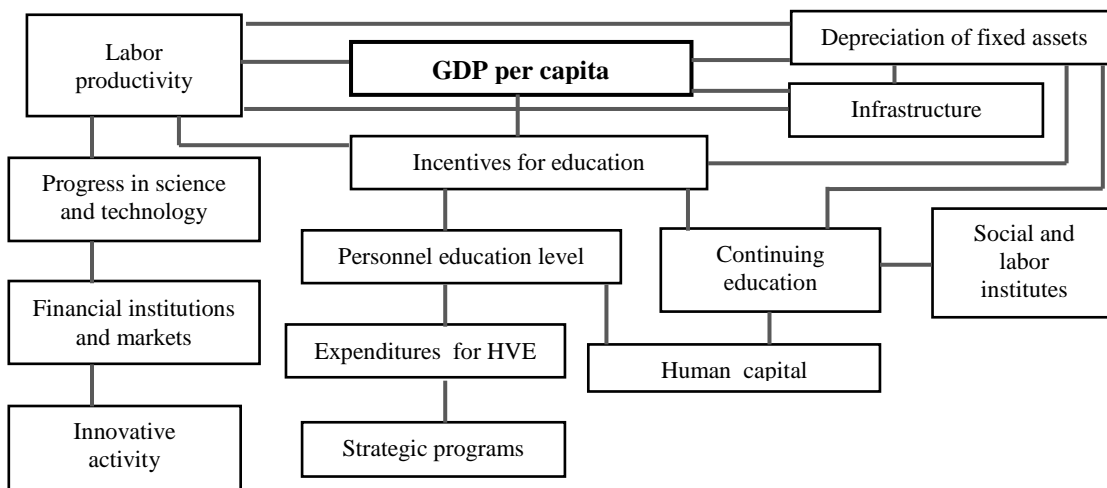 Labor
productivity
GDP per capita
Depreciation of fixed assets
Infrastructure
Incentives for education
Progress in science
and technology
Personnel education level
Continuing
education
Social and
labor
institutes
Financial institutions
and markets
Expenditures for HVE
Human capital
Innovative
activity
Strategic programs